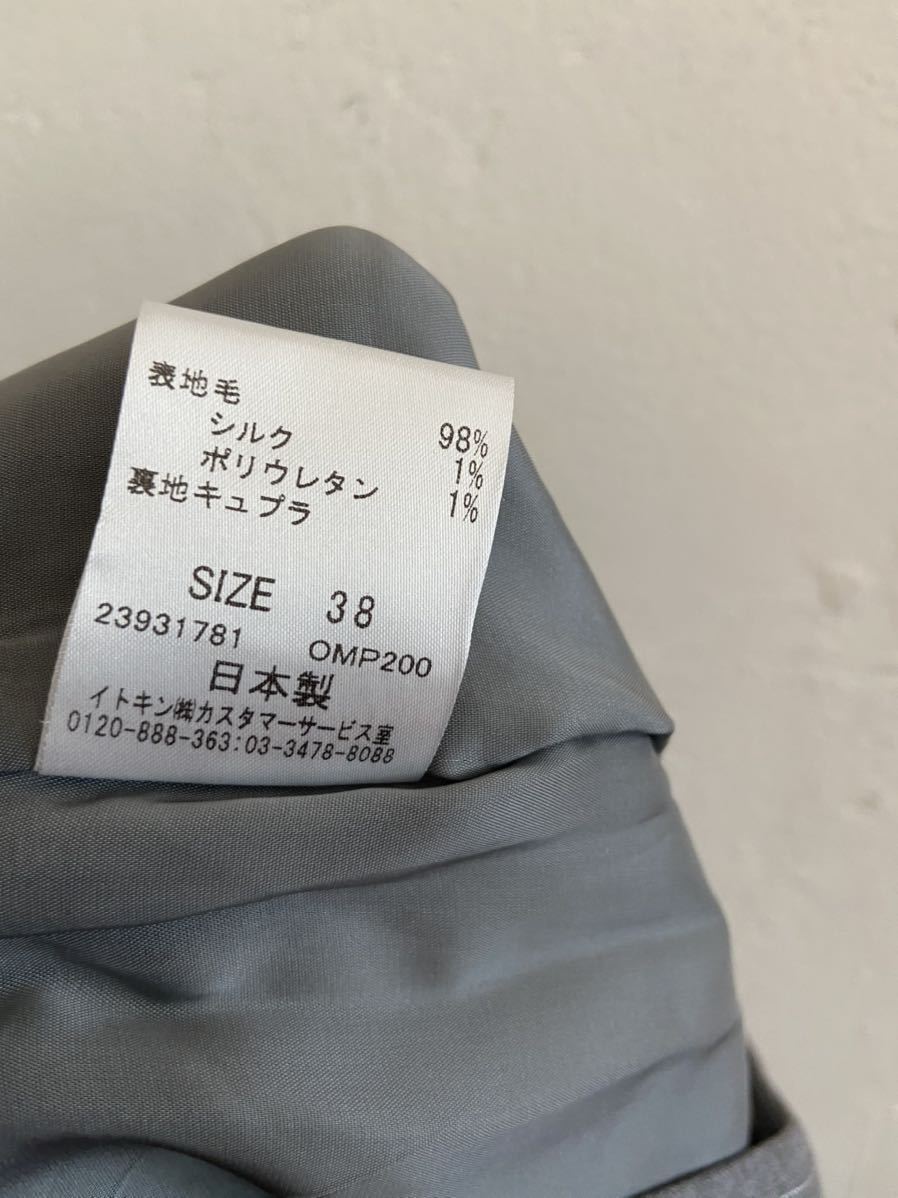 表地毛 98%
シルク 1%
ポリウレタン 1%
裏地キュプラ
SIZE 38
23931781 OMP200
日本製
イトキン㈱カスタマーサービス室
0120-888-363:03-3478-8088